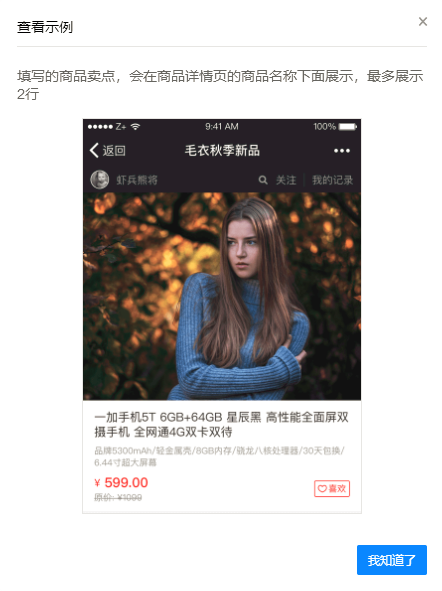 查看示例
填写的商品卖点，会在商品详情页的商品名称下面展示，最多展示
2行
Z+ 9:41 AM 100%
返回 毛衣秋季新品
虾兵熊将 关注 我的记录
一加手机5T 6GB+64GB 星辰黑 高性能全面屏双
摄手机 全网通4G双卡双待
品牌5300mAh/轻金属壳/8GB内存/骁龙八核处理器/30天包换/
6.44寸超大屏幕
¥ 599.00
原价: ¥1099
喜欢
我知道了